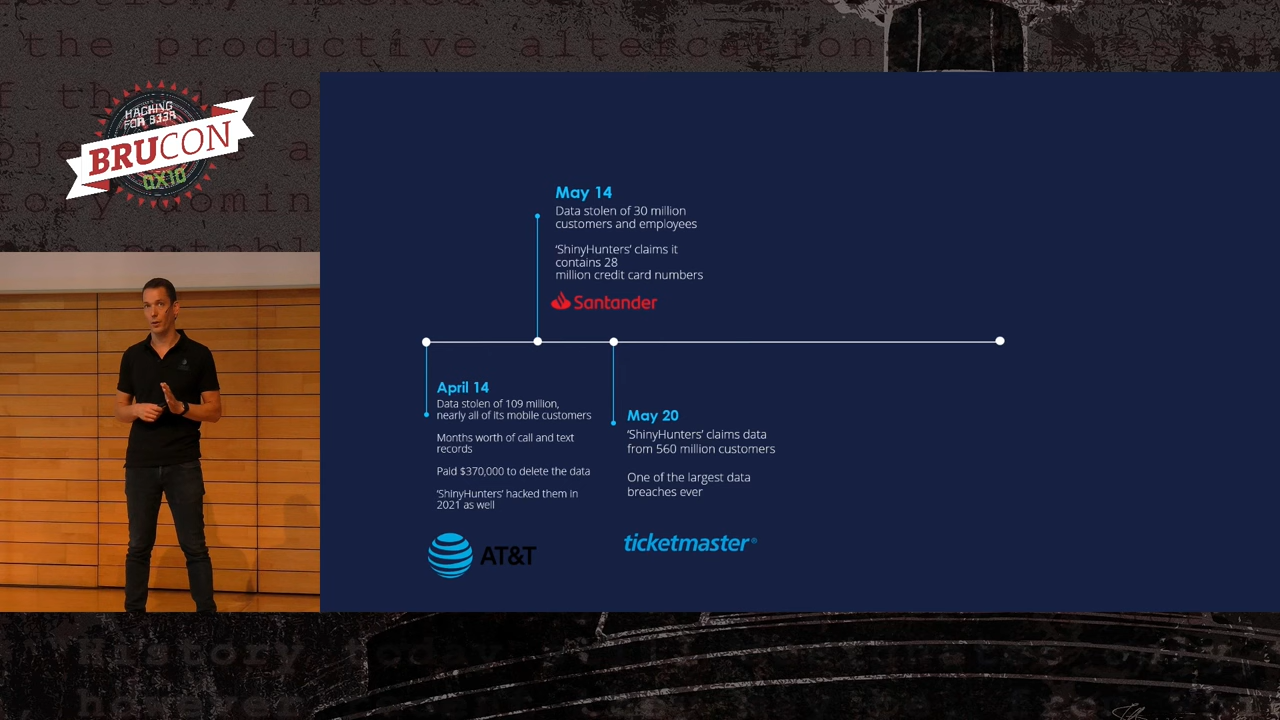 the productive altercation
HACKING
FOR B33R
BRUCON
0X10
May 14
Data stolen of 30 million
customers and employees
‘ShinyHunters’ claims it
contains 28
million credit card numbers
Santander
April 14
Data stolen of 109 million,
nearly all of its mobile customers
Months worth of call and text
records
Paid $370,000 to delete the data
‘ShinyHunters’ hacked them in
2021 as well
AT&T
May 20
‘ShinyHunters’ claims data
from 560 million customers
One of the largest data
breaches ever
ticketmaster®
History today
however